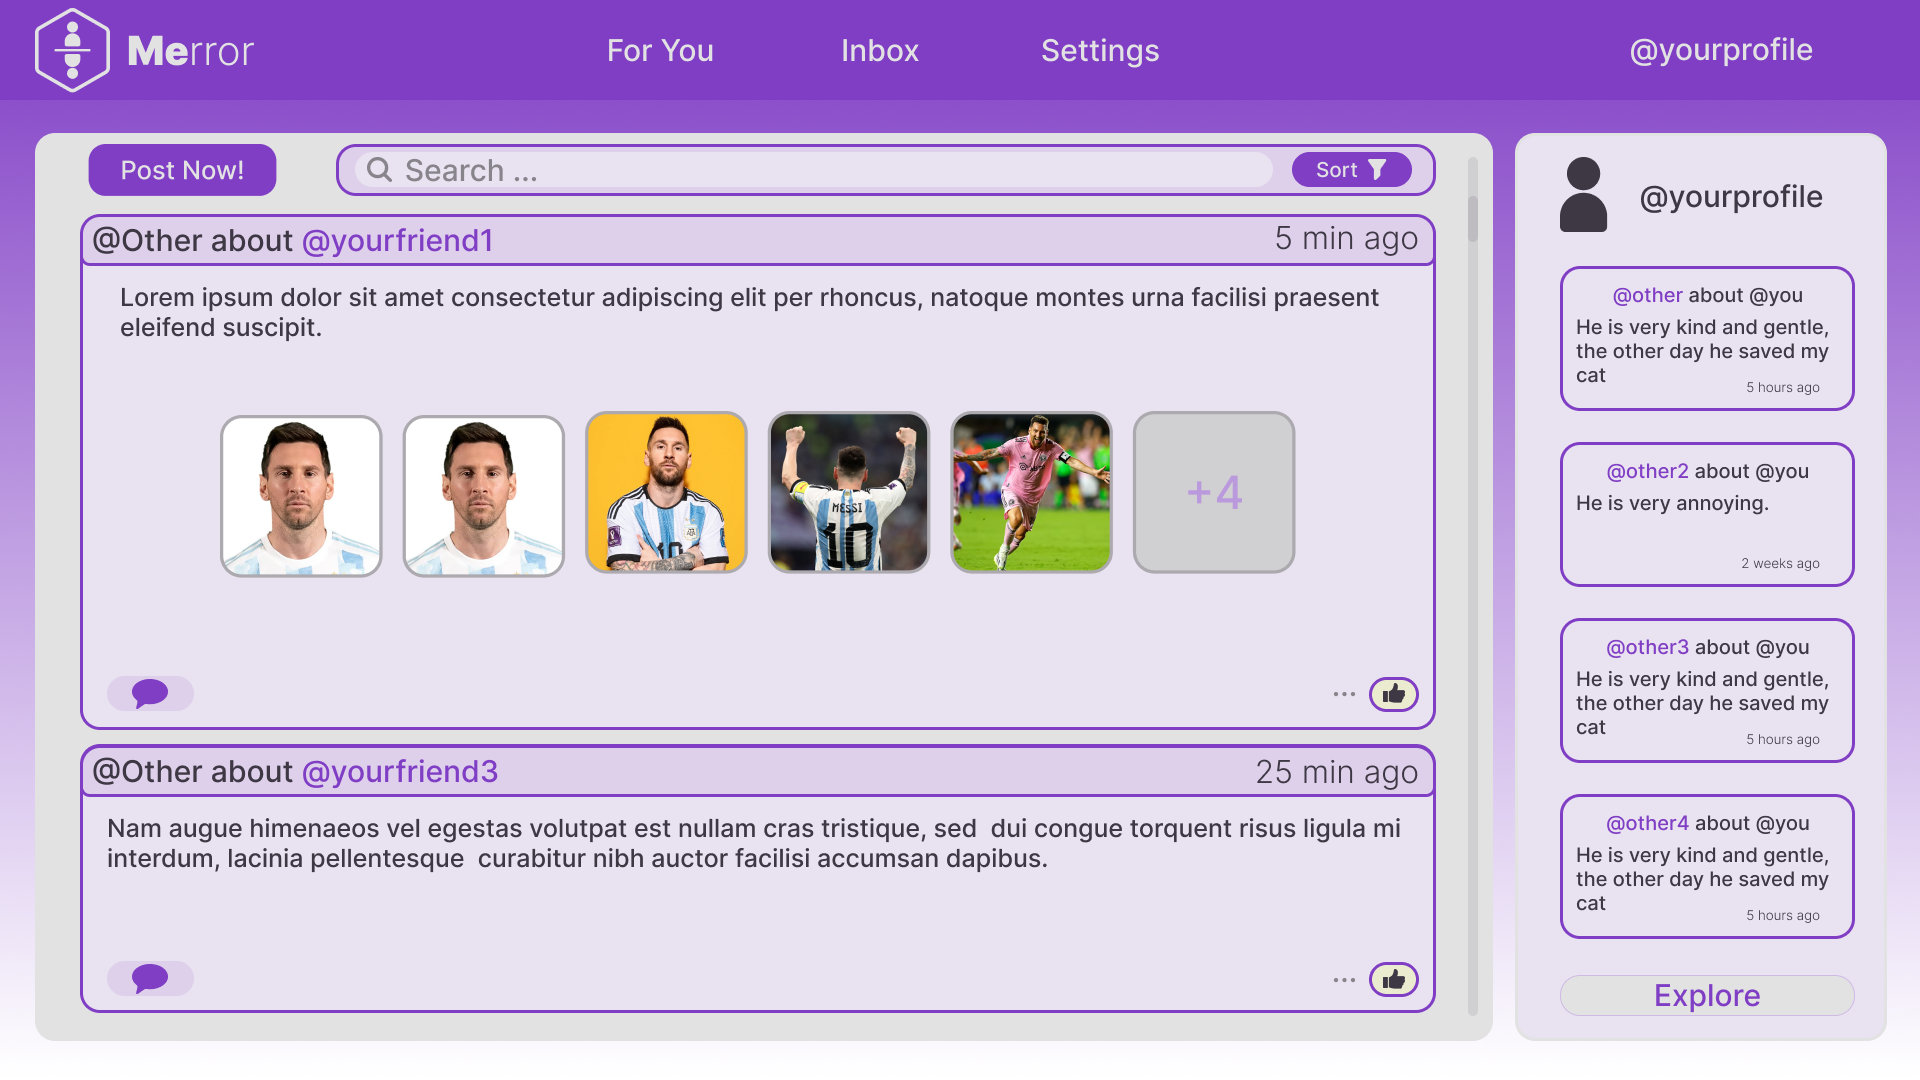 Merror
For You
Inbox
Settings
@yourprofile
Post Now!
Search ...
Sort
@Other about @yourfriend1
5 min ago
Lorem ipsum dolor sit amet consectetur adipiscing elit per rhoncus, natoque montes urna facilisi praesent
eleifend suscipit.
MESSI
10
10
+4
@Other about @yourfriend3
25 min ago
Nam augue himenaeos vel egestas volutpat est nullam cras tristique, sed  dui congue torquent risus ligula mi
interdum, lacinia pellentesque  curabitur nibh auctor facilisi accumsan dapibus.
@yourprofile
@other about @you
He is very kind and gentle,
the other day he saved my
cat
5 hours ago
@other2 about @you
He is very annoying.
2 weeks ago
@other3 about @you
He is very kind and gentle,
the other day he saved my
cat
5 hours ago
@other4 about @you
He is very kind and gentle,
the other day he saved my
cat
5 hours ago
Explore